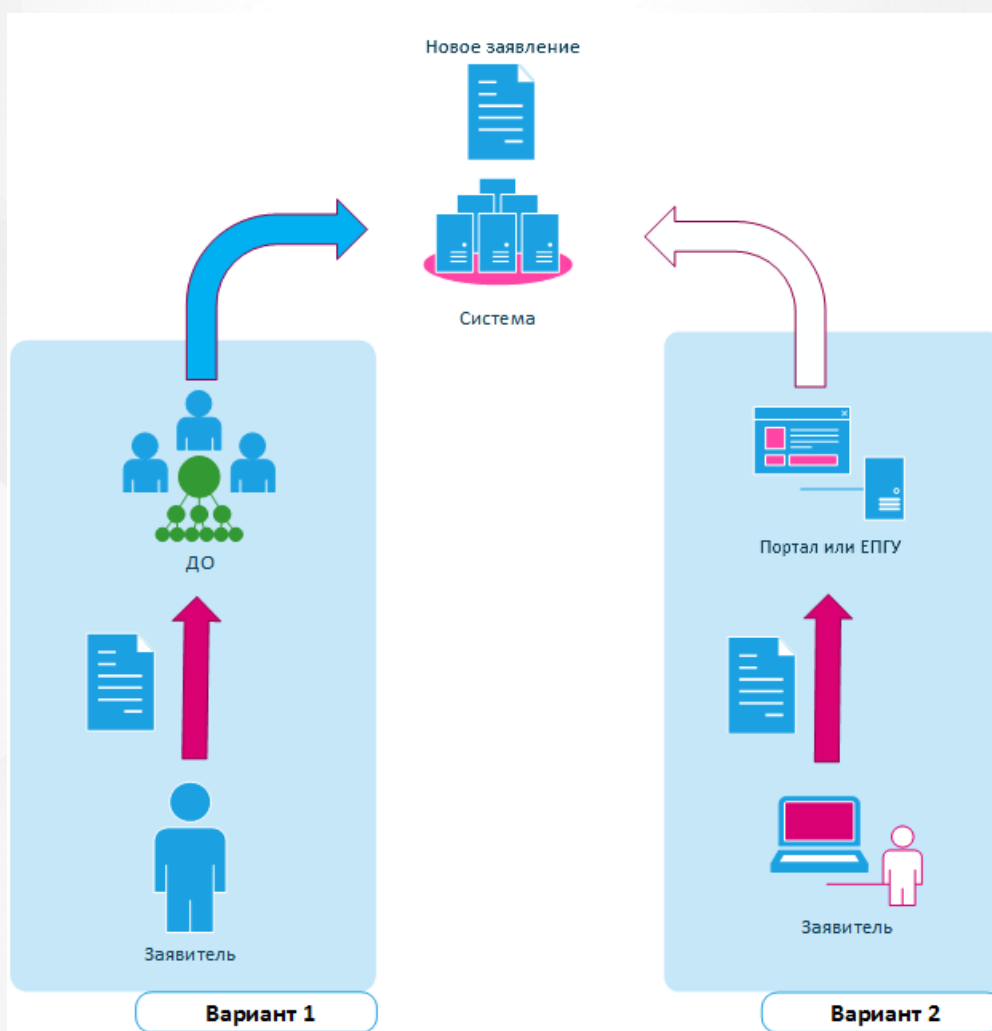 Новое заявление
Система
ДО
Портал или ЕПГУ
Заявитель
Заявитель
Вариант 1
Вариант 2